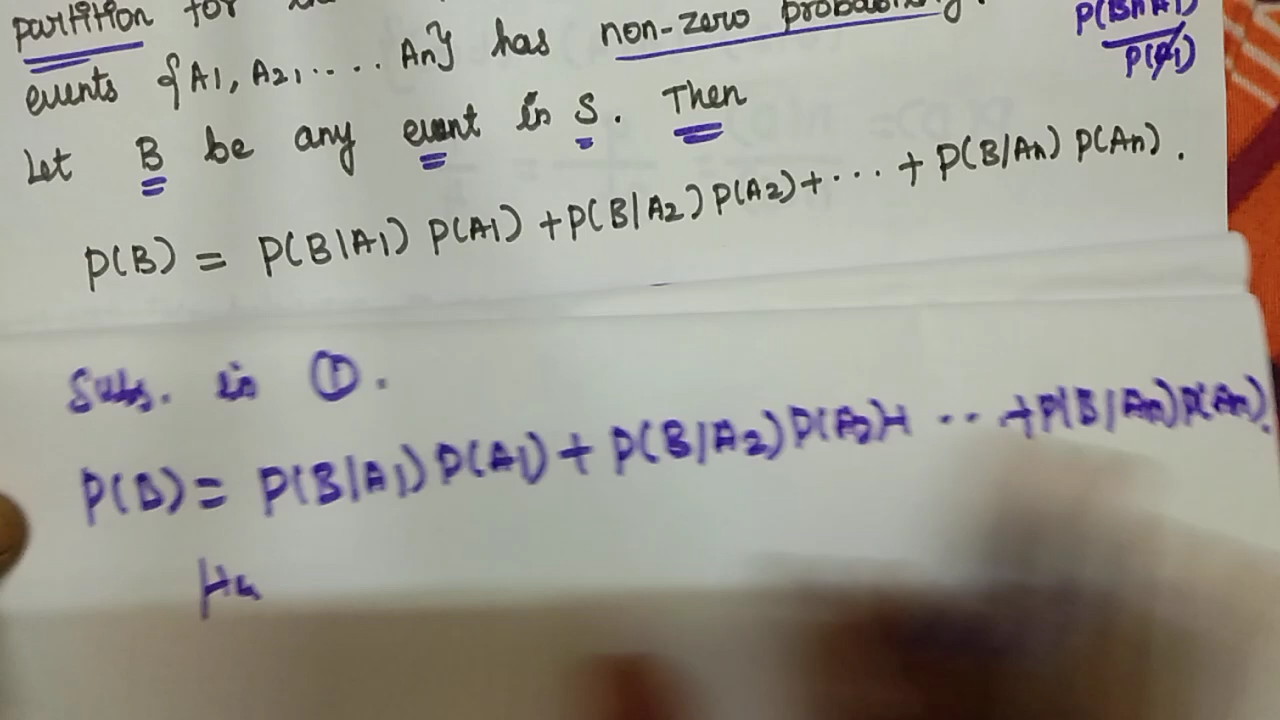 partition for
events {A1, A2, .... An} has non-zero probability.
P(B∩A1)
P(A1)
Let B be any event in S. Then
P(B) = P(B|A1) P(A1) + P(B|A2) P(A2) + ... + P(B/An) P(An).
Subs. in ①.
P(B) = P(B|A1) P(A1) + P(B/A2) P(A2)+ ... +P(B/An) P(An).